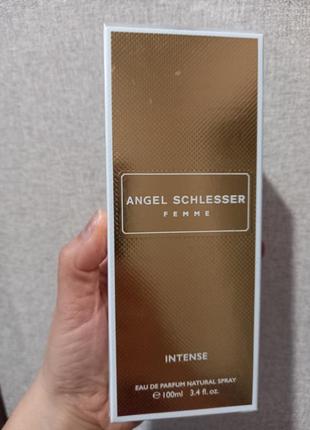 ANGEL SCHLESSER
FEMME
INTENSE
EAU DE PARFUM NATURAL SPRAY
℮ 100ml 3.4 fl. oz.